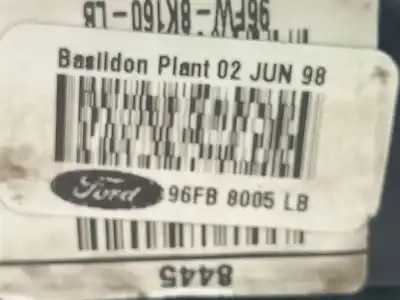 96FW-8K160-LB
Basildon Plant 02 JUN 98
Ford
96FB 8005 LB
8445